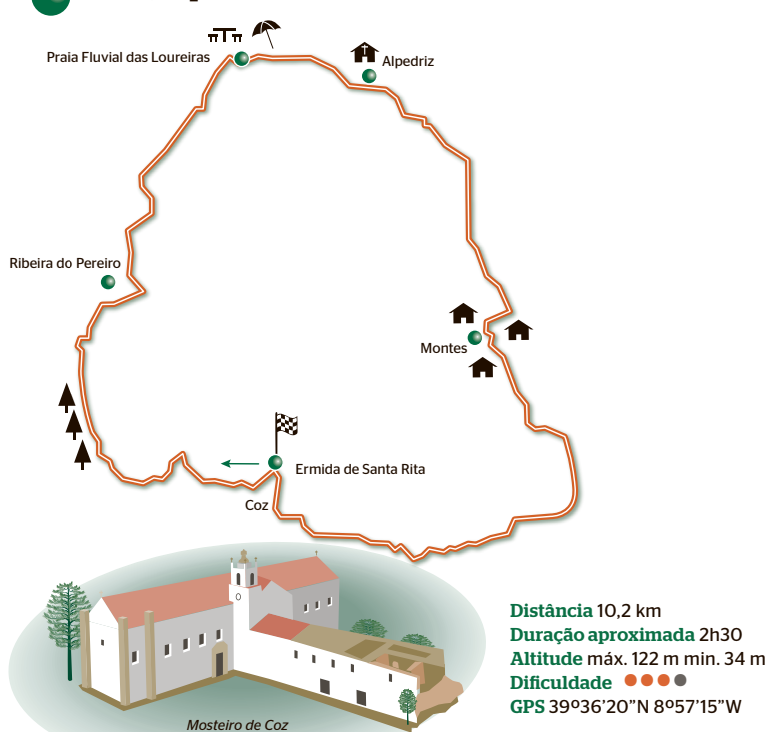 Praia Fluvial das Loureiras
Alpedriz
Ribeira do Pereiro
Montes
Ermida de Santa Rita
Coz
Mosteiro de Coz
Distância 10,2 km
Duração aproximada 2h30
Altitude máx. 122 m min. 34 m
Dificuldade
GPS 39º36’20”N 8º57’15”W